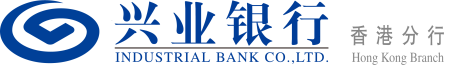 兴业银行
INDUSTRIAL BANK CO.,LTD.
香港分行
Hong Kong Branch